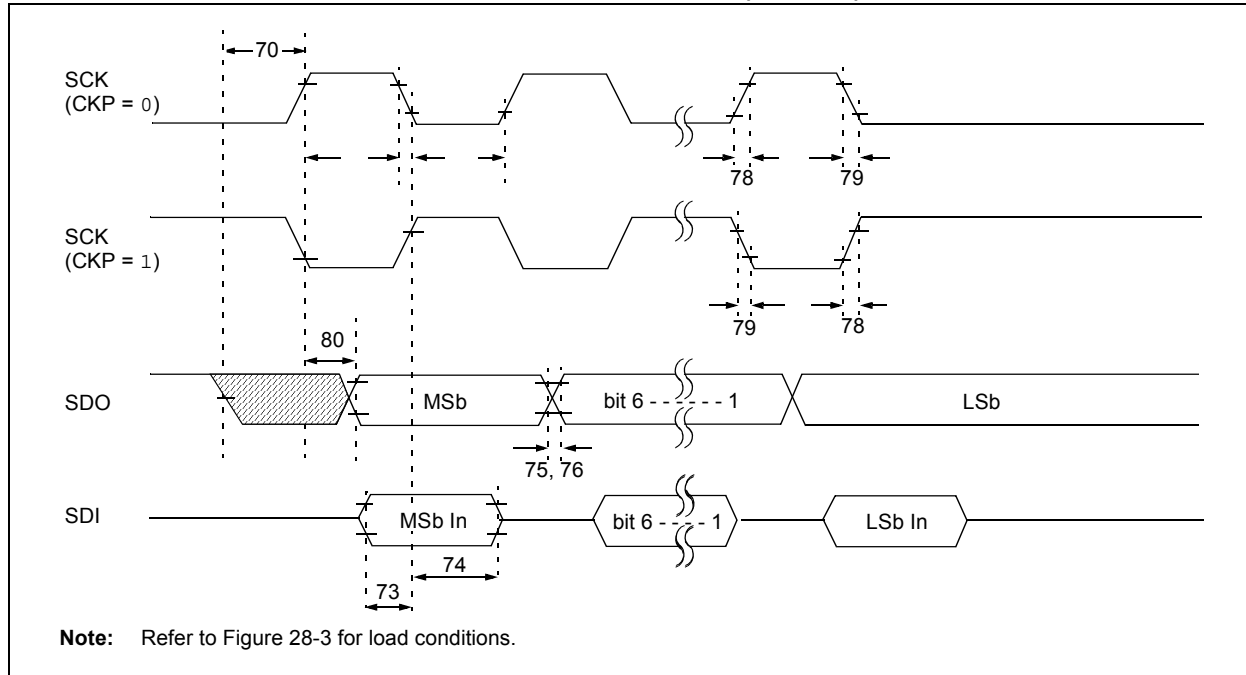 70
SCK
(CKP = 0)
78
79
SCK
(CKP = 1)
79
78
80
SDO
MSb
bit 6 - - - - - - 1
LSb
75, 76
SDI
MSb In
bit 6 - - - - 1
LSb In
74
73
Note: Refer to Figure 28-3 for load conditions.